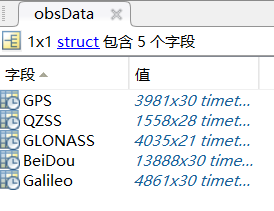 obsData
1x1 struct 包含 5 个字段
字段 值
GPS 3981x30 timet...
QZSS 1558x28 timet...
GLONASS 4035x21 timet...
BeiDou 13888x30 time...
Galileo 4861x30 timet...